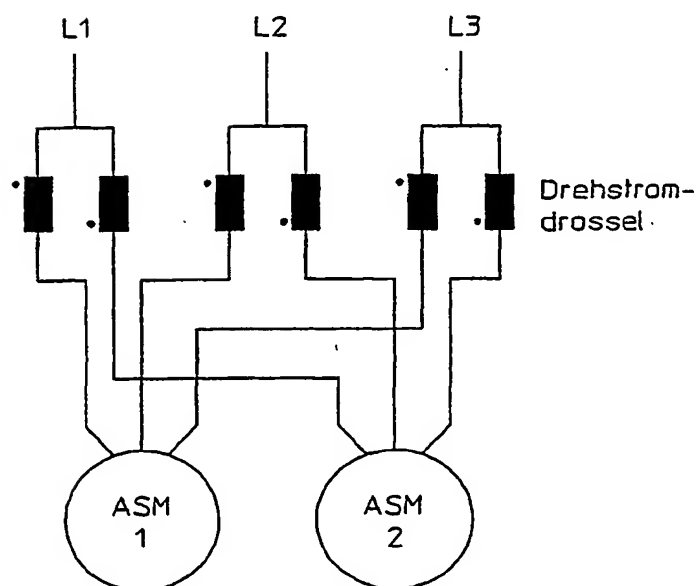 L1 L2 L3
Drehstrom-
drossel
ASM
1
ASM
2